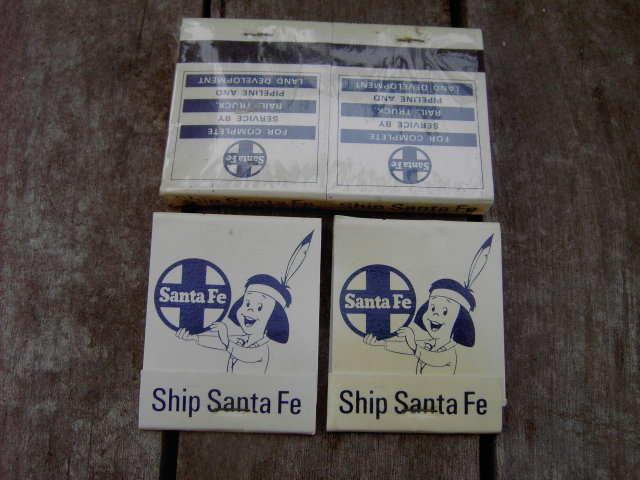 Santa Fe
FOR COMPLETE
SERVICE BY
RAIL, TRUCK,
PIPELINE AND
LAND DEVELOPMENT
Santa Fe
FOR COMPLETE
SERVICE BY
RAIL, TRUCK,
PIPELINE AND
LAND DEVELOPMENT
Ship Santa Fe
Ship Santa Fe
Santa Fe
Ship Santa Fe
Santa Fe
Ship Santa Fe